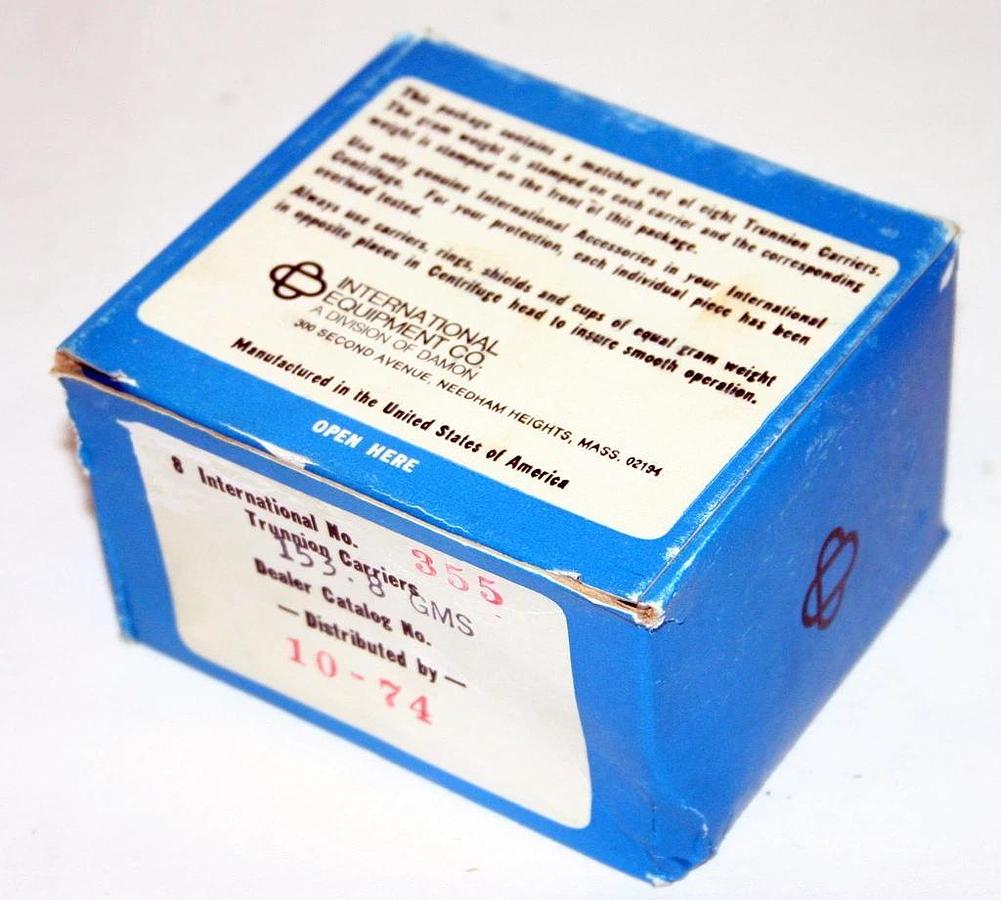 This package contains a matched set of eight Trunnion Carriers.
The gram weight is stamped on each carrier and the corresponding
weight is stamped on the front of this package.
Use only genuine International Accessories in your International
Centrifuge. For your protection, each individual piece has been
overload tested.
Always use carriers, rings, shields and cups of equal gram weight
in opposite places in Centrifuge head to insure smooth operation.
INTERNATIONAL
EQUIPMENT CO.
A DIVISION OF DAMON
300 SECOND AVENUE, NEEDHAM HEIGHTS, MASS. 02194
Manufactured in the United States of America
OPEN HERE
8 International No. 355
Trunnion Carriers
153.8 GMS
Dealer Catalog No.
— Distributed by —
10-74